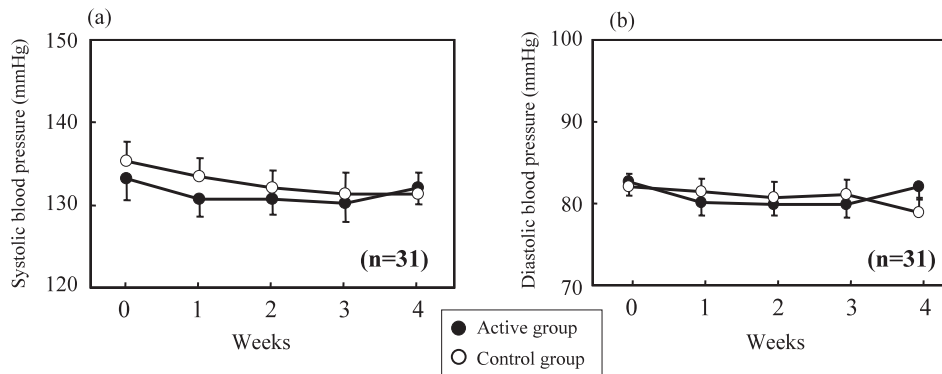 (a)
Systolic blood pressure (mmHg)
150
140
130
120
0 1 2 3 4
Weeks
(n=31)
(b)
Diastolic blood pressure (mmHg)
100
90
80
70
0 1 2 3 4
Weeks
(n=31)
Active group
Control group